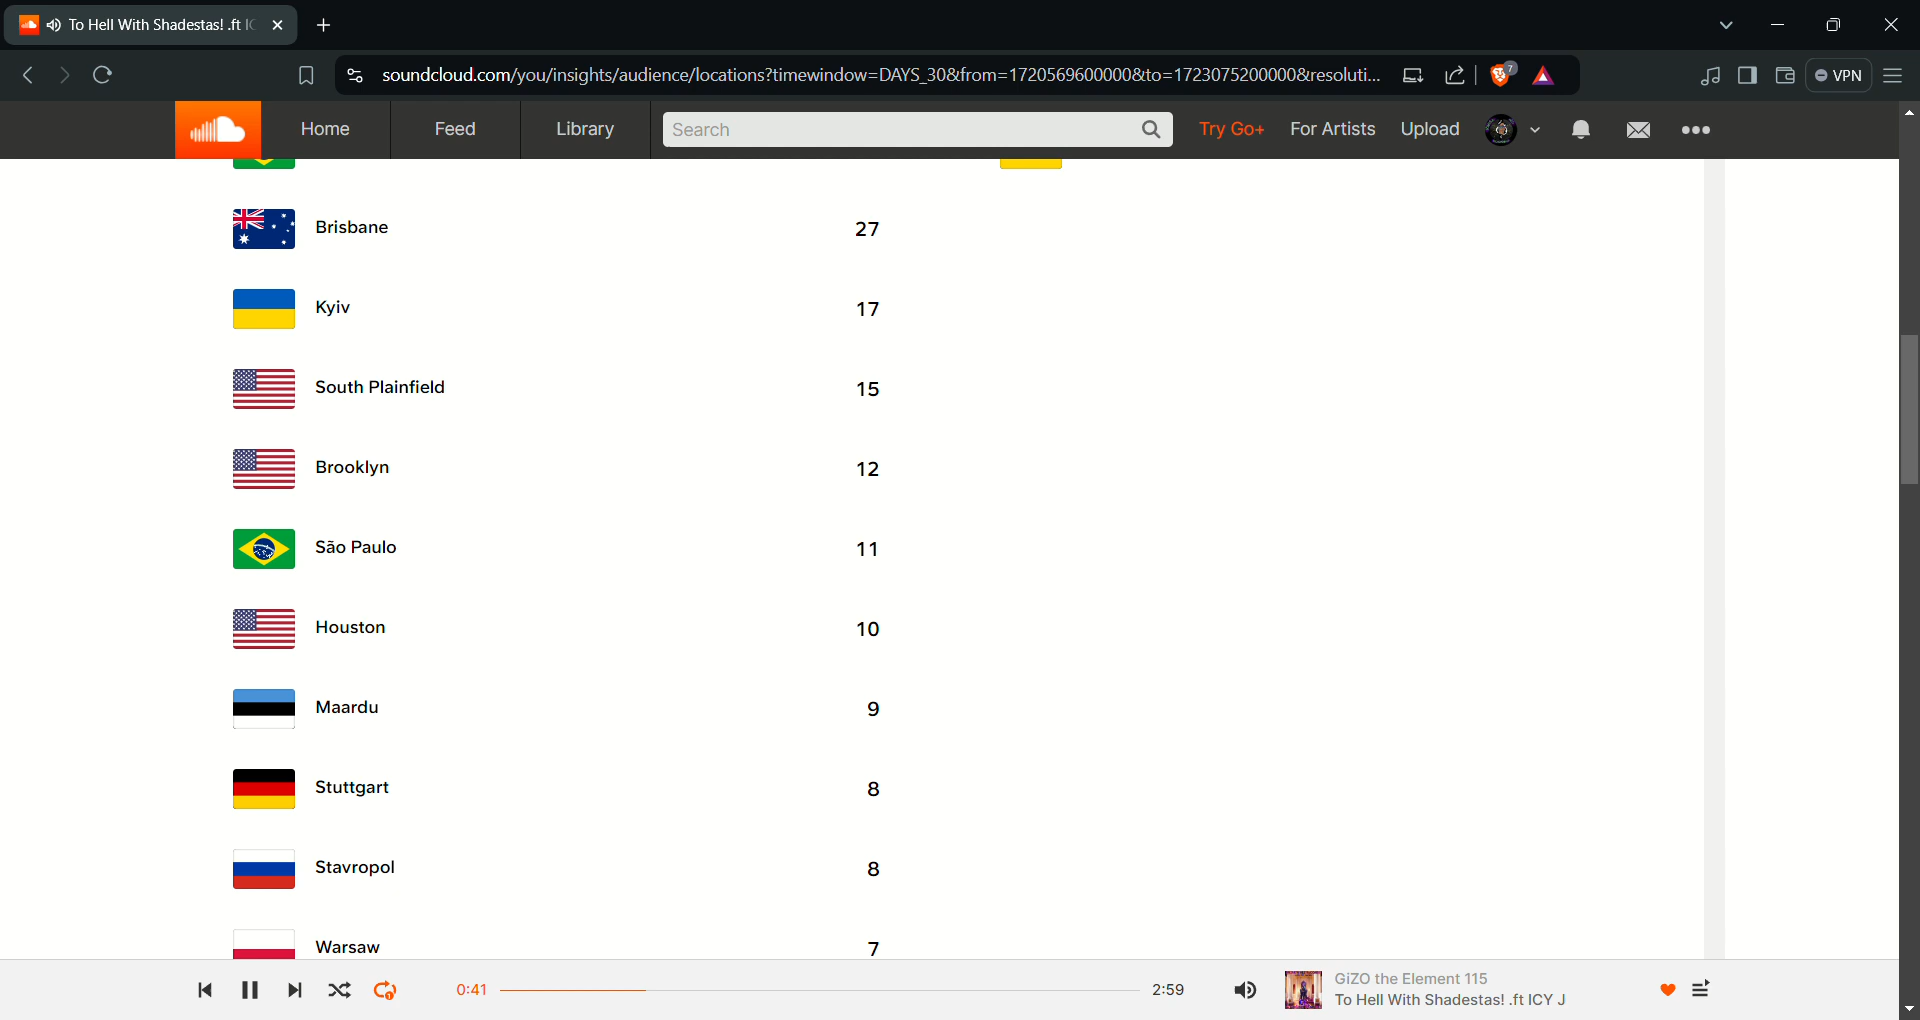 To Hell With Shadestas! .ft IC
soundcloud.com/you/insights/audience/locations?timewindow=DAYS_30&from=1720569600000&to=1723075200000&resoluti...
7
VPN
Home
Feed
Library
Search
Try Go+
For Artists
Upload
Brisbane 27
Kyiv 17
South Plainfield 15
Brooklyn 12
São Paulo 11
Houston 10
Maardu 9
Stuttgart 8
Stavropol 8
Warsaw 7
1
0:41
2:59
GiZO the Element 115
To Hell With Shadestas! .ft ICY J